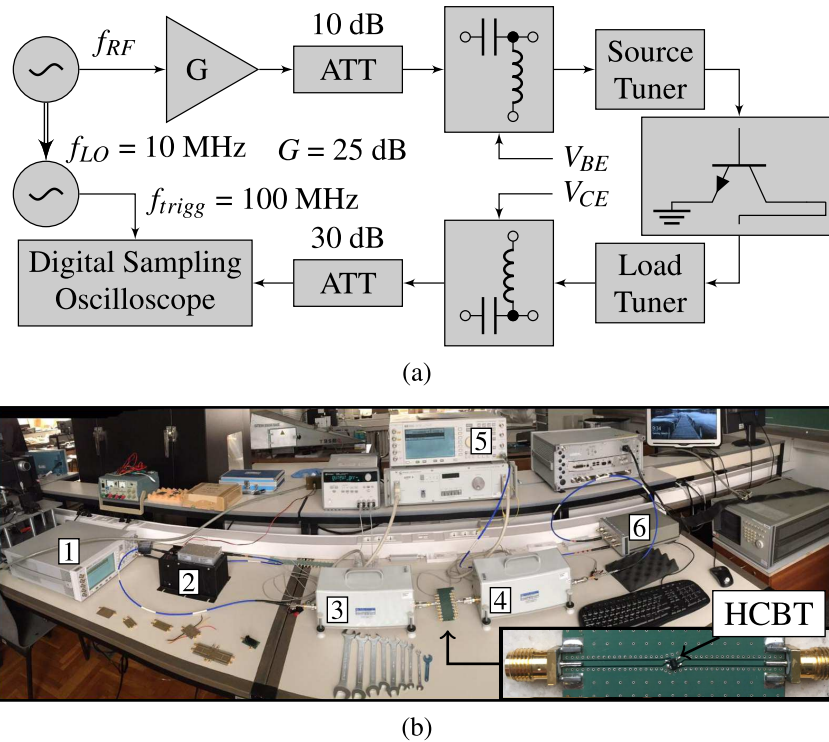 f_RF
10 dB
G
ATT
Source
Tuner
f_LO = 10 MHz
G = 25 dB
V_BE
V_CE
f_trigg = 100 MHz
30 dB
Digital Sampling
Oscilloscope
ATT
Load
Tuner
(a)
1
2
3
4
5
6
HCBT
(b)